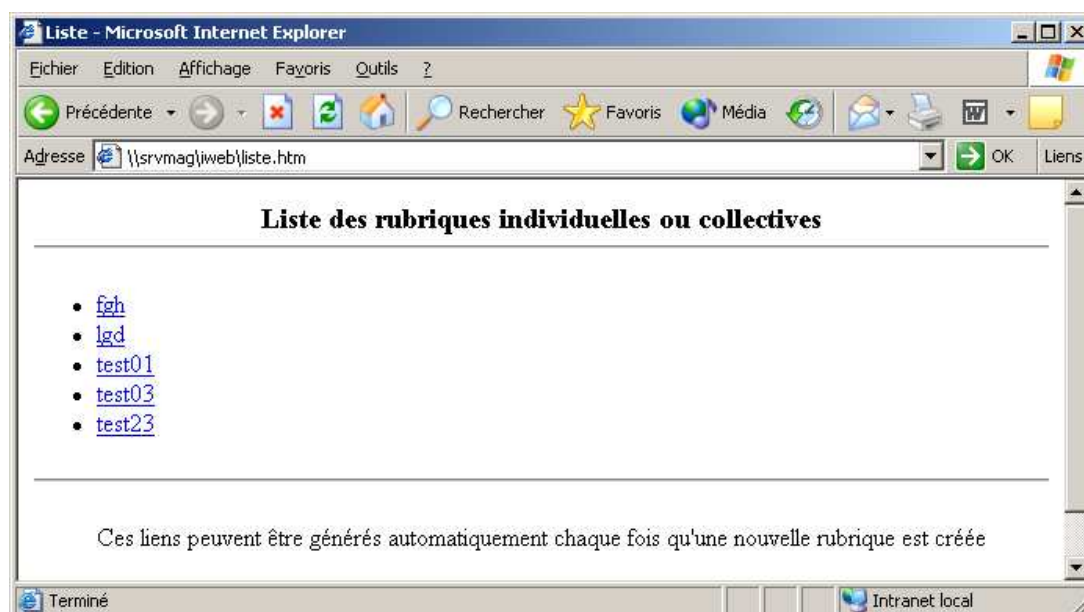 Liste - Microsoft Internet Explorer
Fichier Edition Affichage Favoris Outils ?
Précédente Rechercher Favoris Média
Adresse \\srvmag\iweb\liste.htm OK Liens
Liste des rubriques individuelles ou collectives
fgh
lgd
test01
test03
test23
Ces liens peuvent être générés automatiquement chaque fois qu'une nouvelle rubrique est créée
Terminé Intranet local